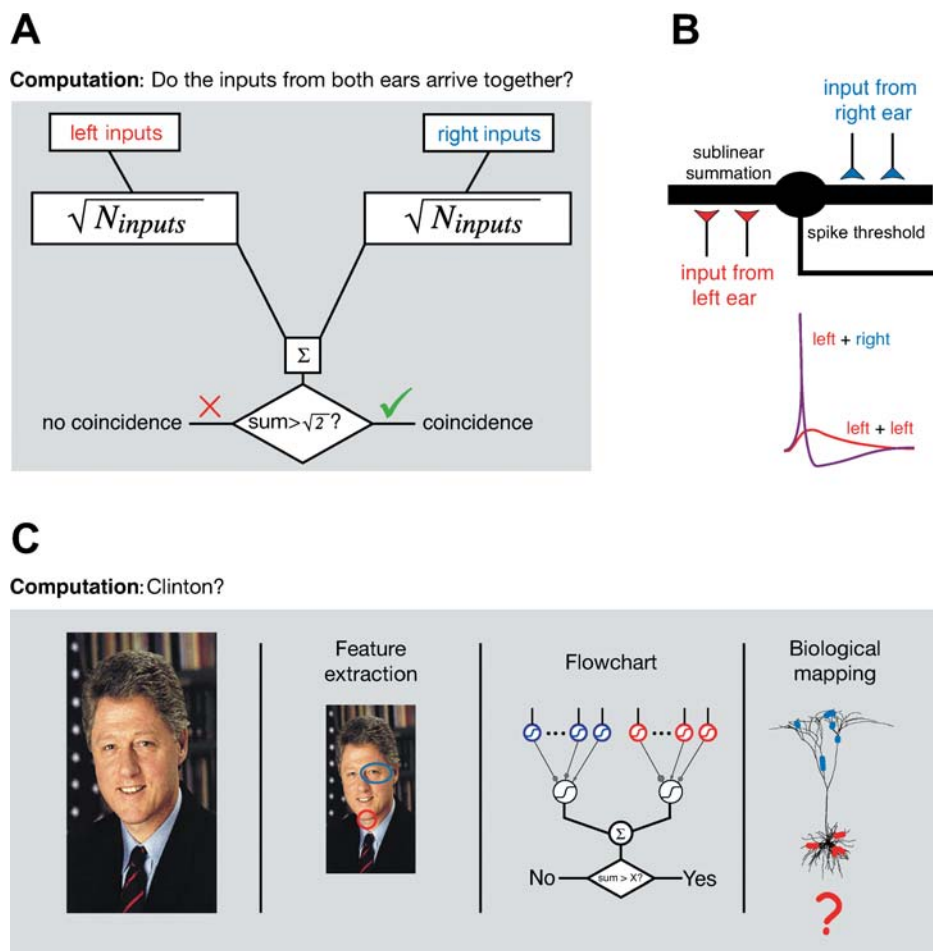 A
Computation: Do the inputs from both ears arrive together?
left inputs
right inputs
√N_inputs
√N_inputs
Σ
sum>√2?
no coincidence
coincidence
B
input from
right ear
sublinear
summation
spike threshold
input from
left ear
left + right
left + left
C
Computation: Clinton?
Feature
extraction
Flowchart
Σ
sum > X?
No
Yes
Biological
mapping
?